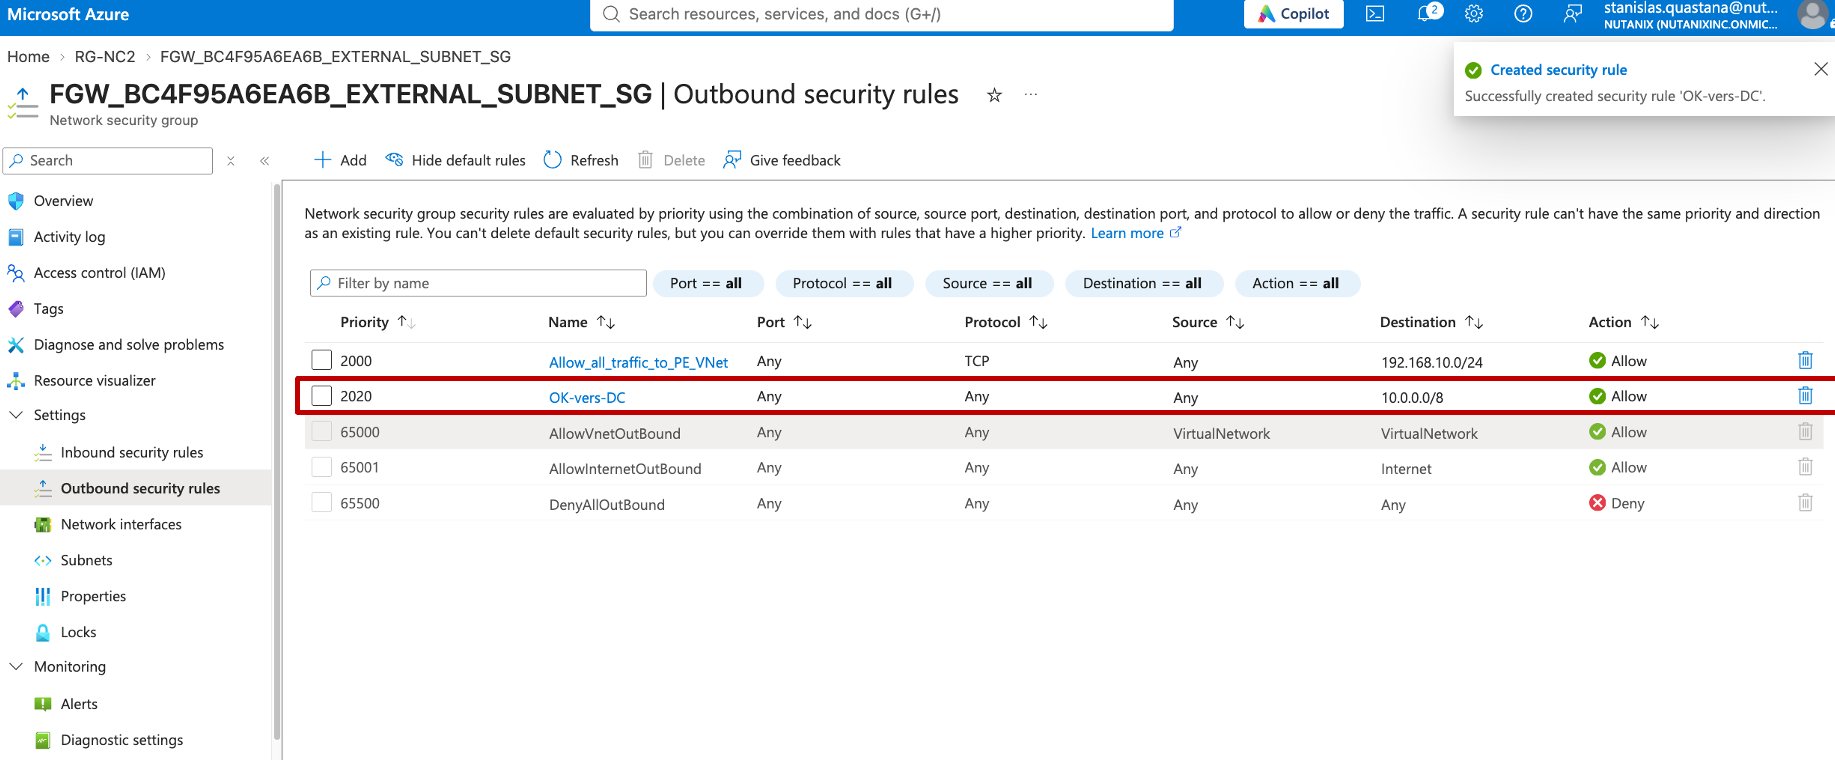 Microsoft Azure
Search resources, services, and docs (G+/)
Copilot
2
stanislas.quastana@nut...
NUTANIX (NUTANIXINC.ONMIC...
Home > RG-NC2 > FGW_BC4F95A6EA6B_EXTERNAL_SUBNET_SG
Created security rule
Successfully created security rule 'OK-vers-DC'.
FGW_BC4F95A6EA6B_EXTERNAL_SUBNET_SG | Outbound security rules
Network security group
Search
Add Hide default rules Refresh Delete Give feedback
Overview
Activity log
Access control (IAM)
Tags
Diagnose and solve problems
Resource visualizer
Settings
Inbound security rules
Outbound security rules
Network interfaces
Subnets
Properties
Locks
Monitoring
Alerts
Diagnostic settings
Network security group security rules are evaluated by priority using the combination of source, source port, destination, destination port, and protocol to allow or deny the traffic. A security rule can't have the same priority and direction
as an existing rule. You can't delete default security rules, but you can override them with rules that have a higher priority. Learn more
Filter by name
Port == all Protocol == all Source == all Destination == all Action == all
Priority Name Port Protocol Source Destination Action
2000 Allow_all_traffic_to_PE_VNet Any TCP Any 192.168.10.0/24 Allow
2020 OK-vers-DC Any Any Any 10.0.0.0/8 Allow
65000 AllowVnetOutBound Any Any VirtualNetwork VirtualNetwork Allow
65001 AllowInternetOutBound Any Any Any Internet Allow
65500 DenyAllOutBound Any Any Any Any Deny